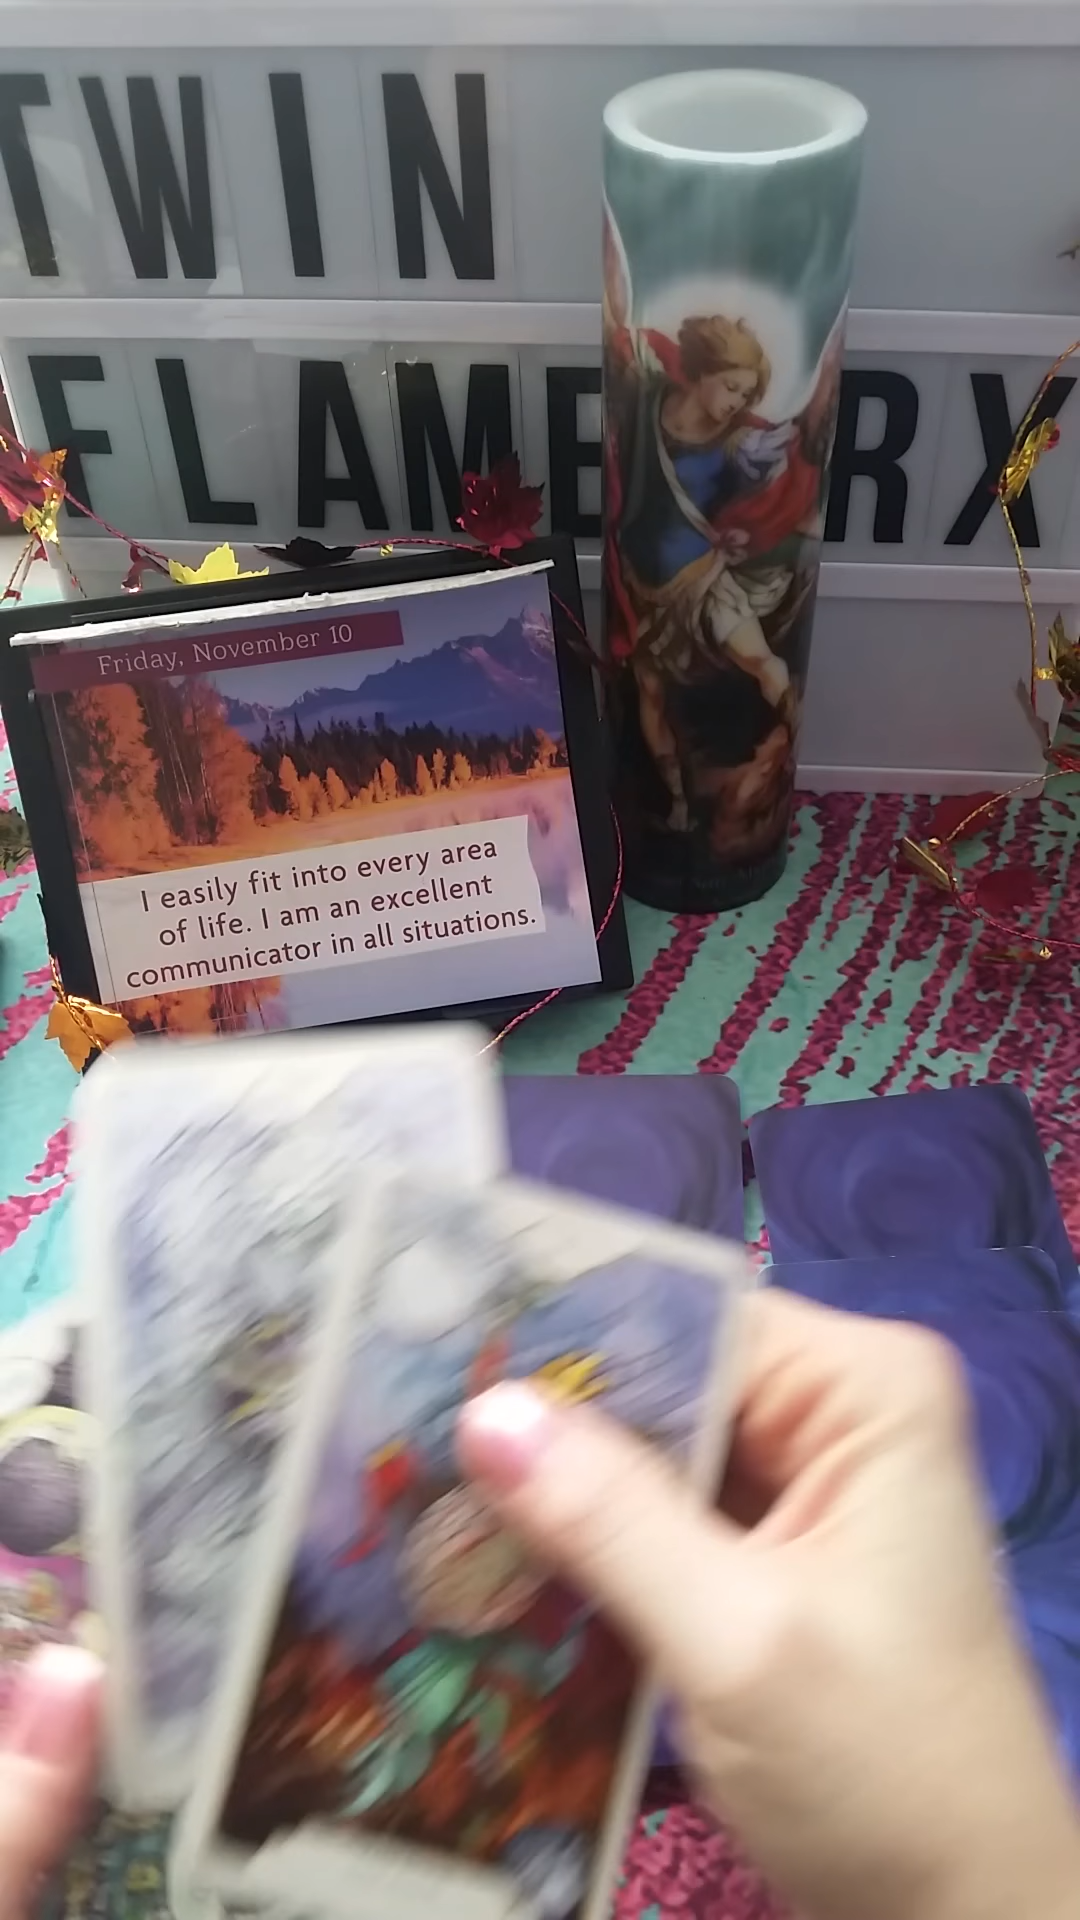 TWIN
FLAME RX
Friday, November 10
I easily fit into every area
of life. I am an excellent
communicator in all situations.